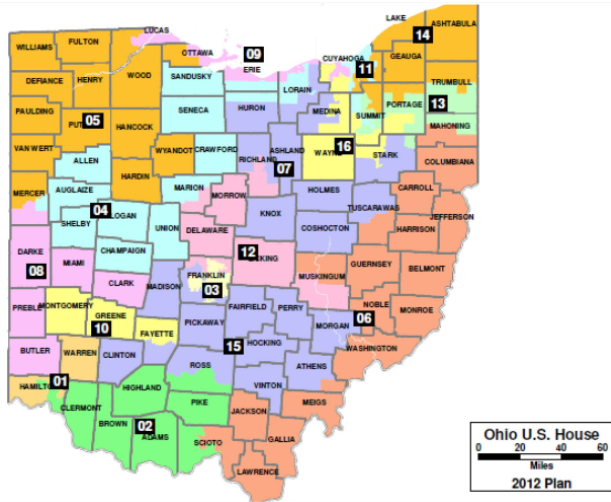 LAKE
ASHTABULA
14
LUCAS
WILLIAMS
FULTON
OTTAWA
09
ERIE
CUYAHOGA
11
GEAUGA
DEFIANCE
HENRY
WOOD
SANDUSKY
LORAIN
TRUMBULL
PAULDING
PUT
05
HANCOCK
SENECA
HURON
MEDINA
SUMMIT
PORTAGE
13
MAHONING
VAN WERT
ALLEN
WYANDOT
CRAWFORD
RICHLAND
ASHLAND
07
WAYNE
16
STARK
COLUMBIANA
MERCER
AUGLAIZE
HARDIN
MARION
MORROW
HOLMES
CARROLL
JEFFERSON
04
LOGAN
SHELBY
UNION
DELAWARE
KNOX
COSHOCTON
TUSCARAWAS
HARRISON
DARKE
08
MIAMI
CHAMPAIGN
12
KING
GUERNSEY
BELMONT
CLARK
MADISON
FRANKLIN
03
MUSKINGUM
PREBLE
MONTGOMERY
GREENE
10
FAYETTE
PICKAWAY
FAIRFIELD
PERRY
MORGAN
NOBLE
06
MONROE
BUTLER
WARREN
CLINTON
ROSS
15
HOCKING
ATHENS
WASHINGTON
01
HAMILTO
CLERMONT
HIGHLAND
VINTON
MEIGS
BROWN
02
ADAMS
PIKE
JACKSON
SCIOTO
GALLIA
LAWRENCE
Ohio U.S. House
0 20 40 60
Miles
2012 Plan